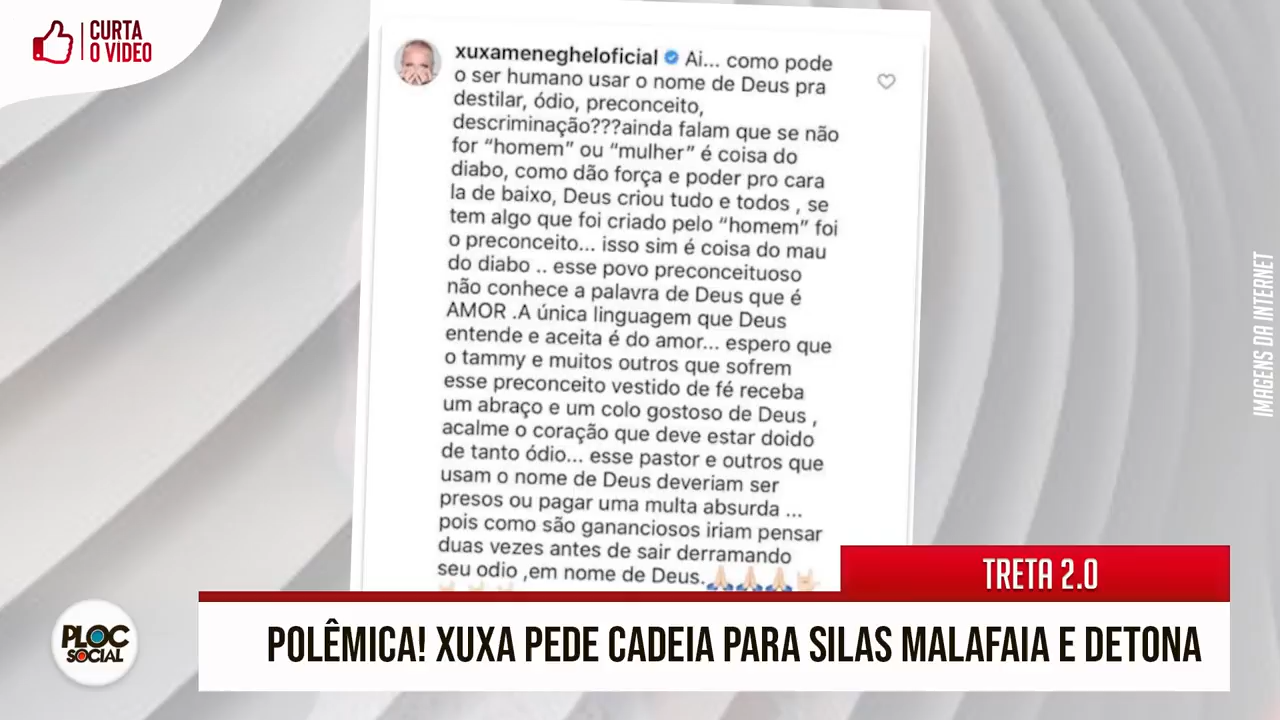 CURTA
O VIDEO
xuxamenegheloficial Ai... como pode
o ser humano usar o nome de Deus pra
destilar, ódio, preconceito,
descriminação???ainda falam que se não
for “homem” ou “mulher” é coisa do
diabo, como dão força e poder pro cara
la de baixo, Deus criou tudo e todos , se
tem algo que foi criado pelo “homem” foi
o preconceito... isso sim é coisa do mau
do diabo .. esse povo preconceituoso
não conhece a palavra de Deus que é
AMOR .A única linguagem que Deus
entende e aceita é do amor... espero que
o tammy e muitos outros que sofrem
esse preconceito vestido de fé receba
um abraço e um colo gostoso de Deus ,
acalme o coração que deve estar doido
de tanto ódio... esse pastor e outros que
usam o nome de Deus deveriam ser
presos ou pagar uma multa absurda ...
pois como são gananciosos iriam pensar
duas vezes antes de sair derramando
seu odio ,em nome de Deus.🙏🏻🙏🏻🙏🏻🤟🏻
IMAGENS DA INTERNET
TRETA 2.0
PLOC
SOCIAL
POLÊMICA! XUXA PEDE CADEIA PARA SILAS MALAFAIA E DETONA